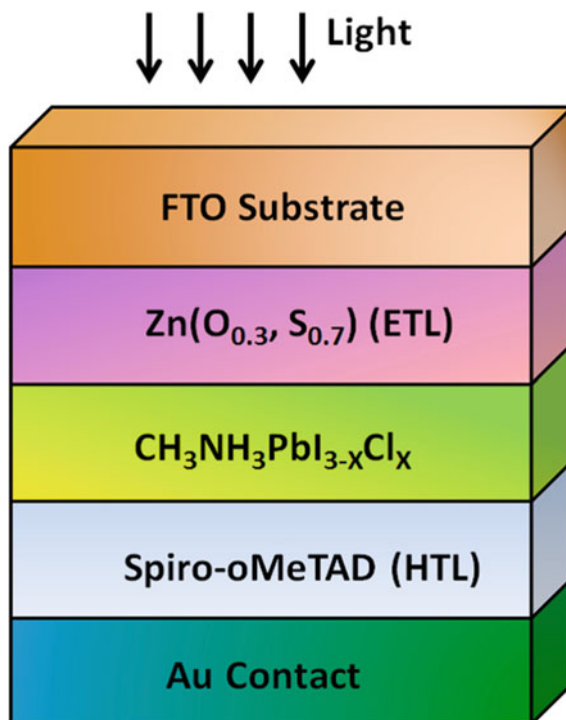 Light
FTO Substrate
Zn(O₀.₃, S₀.₇) (ETL)
CH₃NH₃PbI₃₋ₓClₓ
Spiro-oMeTAD (HTL)
Au Contact